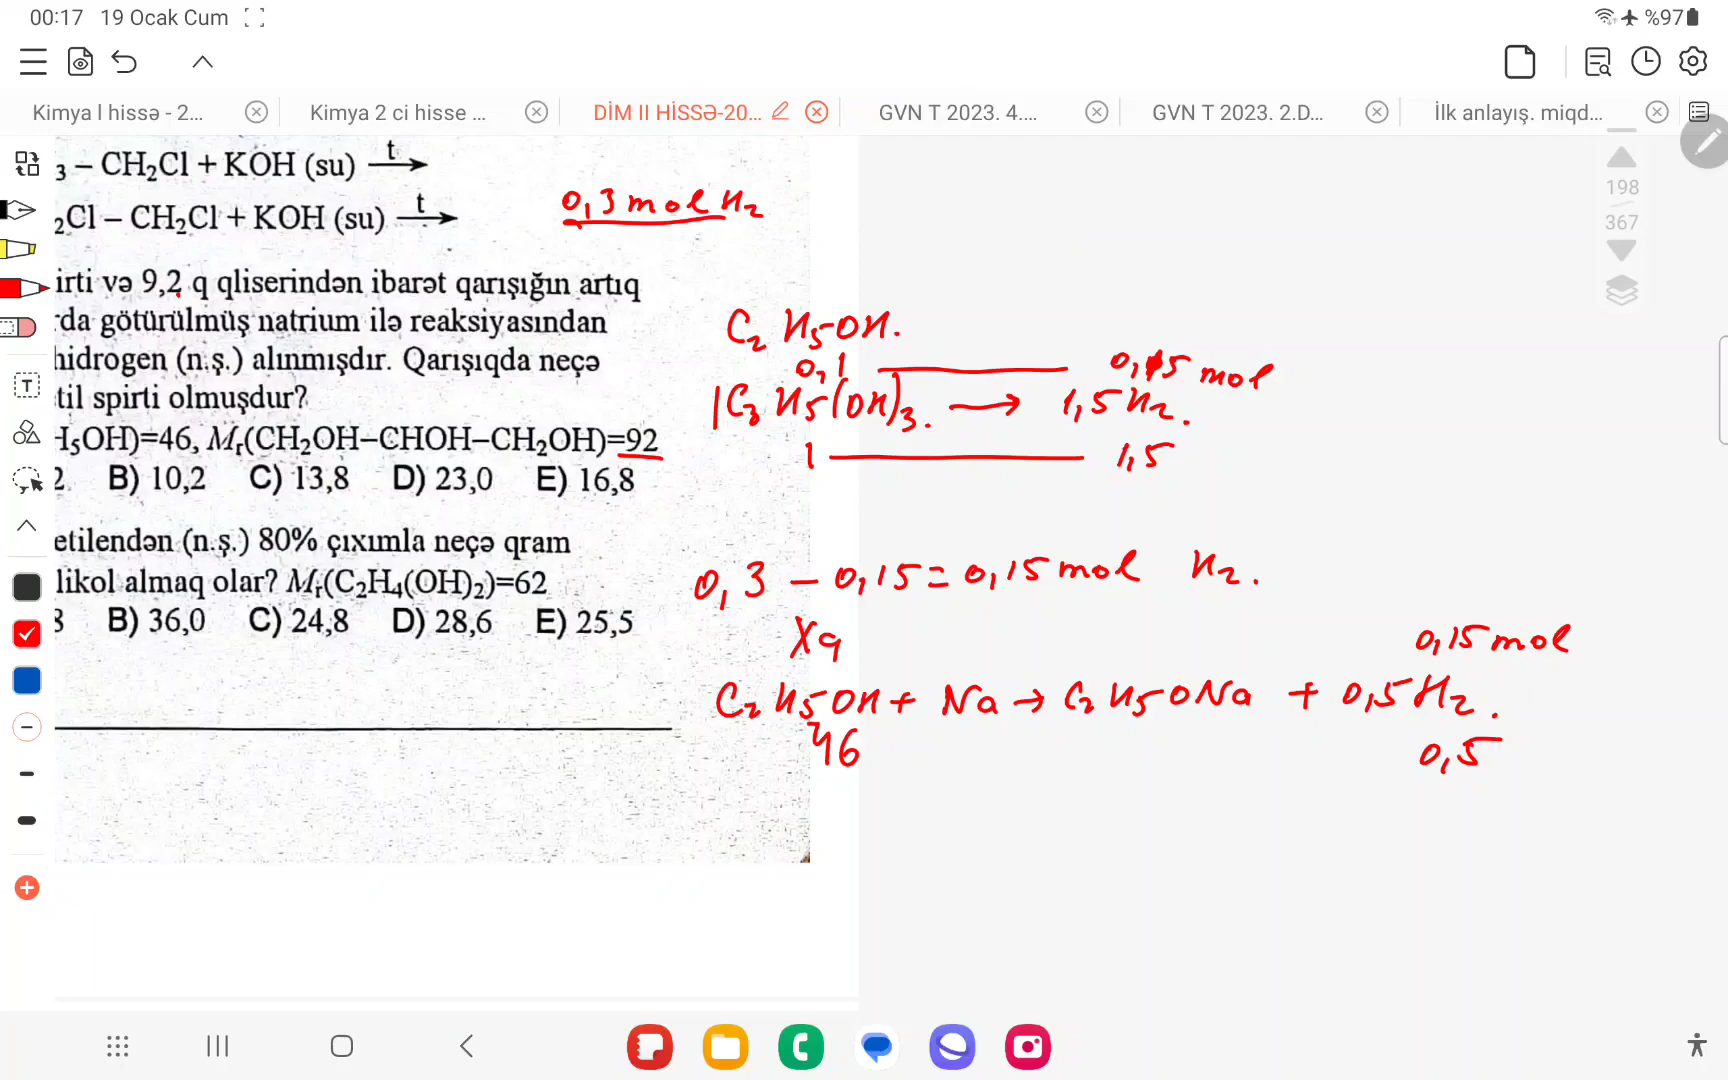 00:17 19 Ocak Cum %97
Kimya I hissə - 2... Kimya 2 ci hisse ... DİM II HİSSƏ-20... GVN T 2023. 4.... GVN T 2023. 2.D... İlk anlayış. miqd...
3 – CH₂Cl + KOH (su) t→
₂Cl – CH₂Cl + KOH (su) t→
0,3 mol H₂
198
367
irti və 9,2 q qliserindən ibarət qarışığın artıq
rda götürülmüş natrium ilə reaksiyasından
hidrogen (n.ş.) alınmışdır. Qarışıqda neçə
til spirti olmuşdur?
H₅OH)=46, Mᵣ(CH₂OH–CHOH–CH₂OH)=92
2 B) 10,2 C) 13,8 D) 23,0 E) 16,8
etilendən (n.ş.) 80% çıxımla neçə qram
likol almaq olar? Mᵣ(C₂H₄(OH)₂)=62
8 B) 36,0 C) 24,8 D) 28,6 E) 25,5
C₂H₅OH.
0,1 0,15 mol
C₃H₅(OH)₃. → 1,5H₂.
1 1,5
0,3 – 0,15 = 0,15 mol H₂.
Xq 0,15 mol
C₂H₅OH + Na → C₂H₅ONa + 0,5H₂.
46 0,5
T